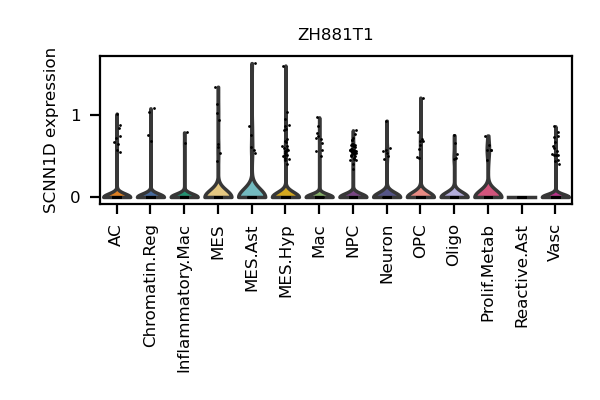 ZH881T1
SCNN1D expression
1
0
AC
Chromatin.Reg
Inflammatory.Mac
MES
MES.Ast
MES.Hyp
Mac
NPC
Neuron
OPC
Oligo
Prolif.Metab
Reactive.Ast
Vasc